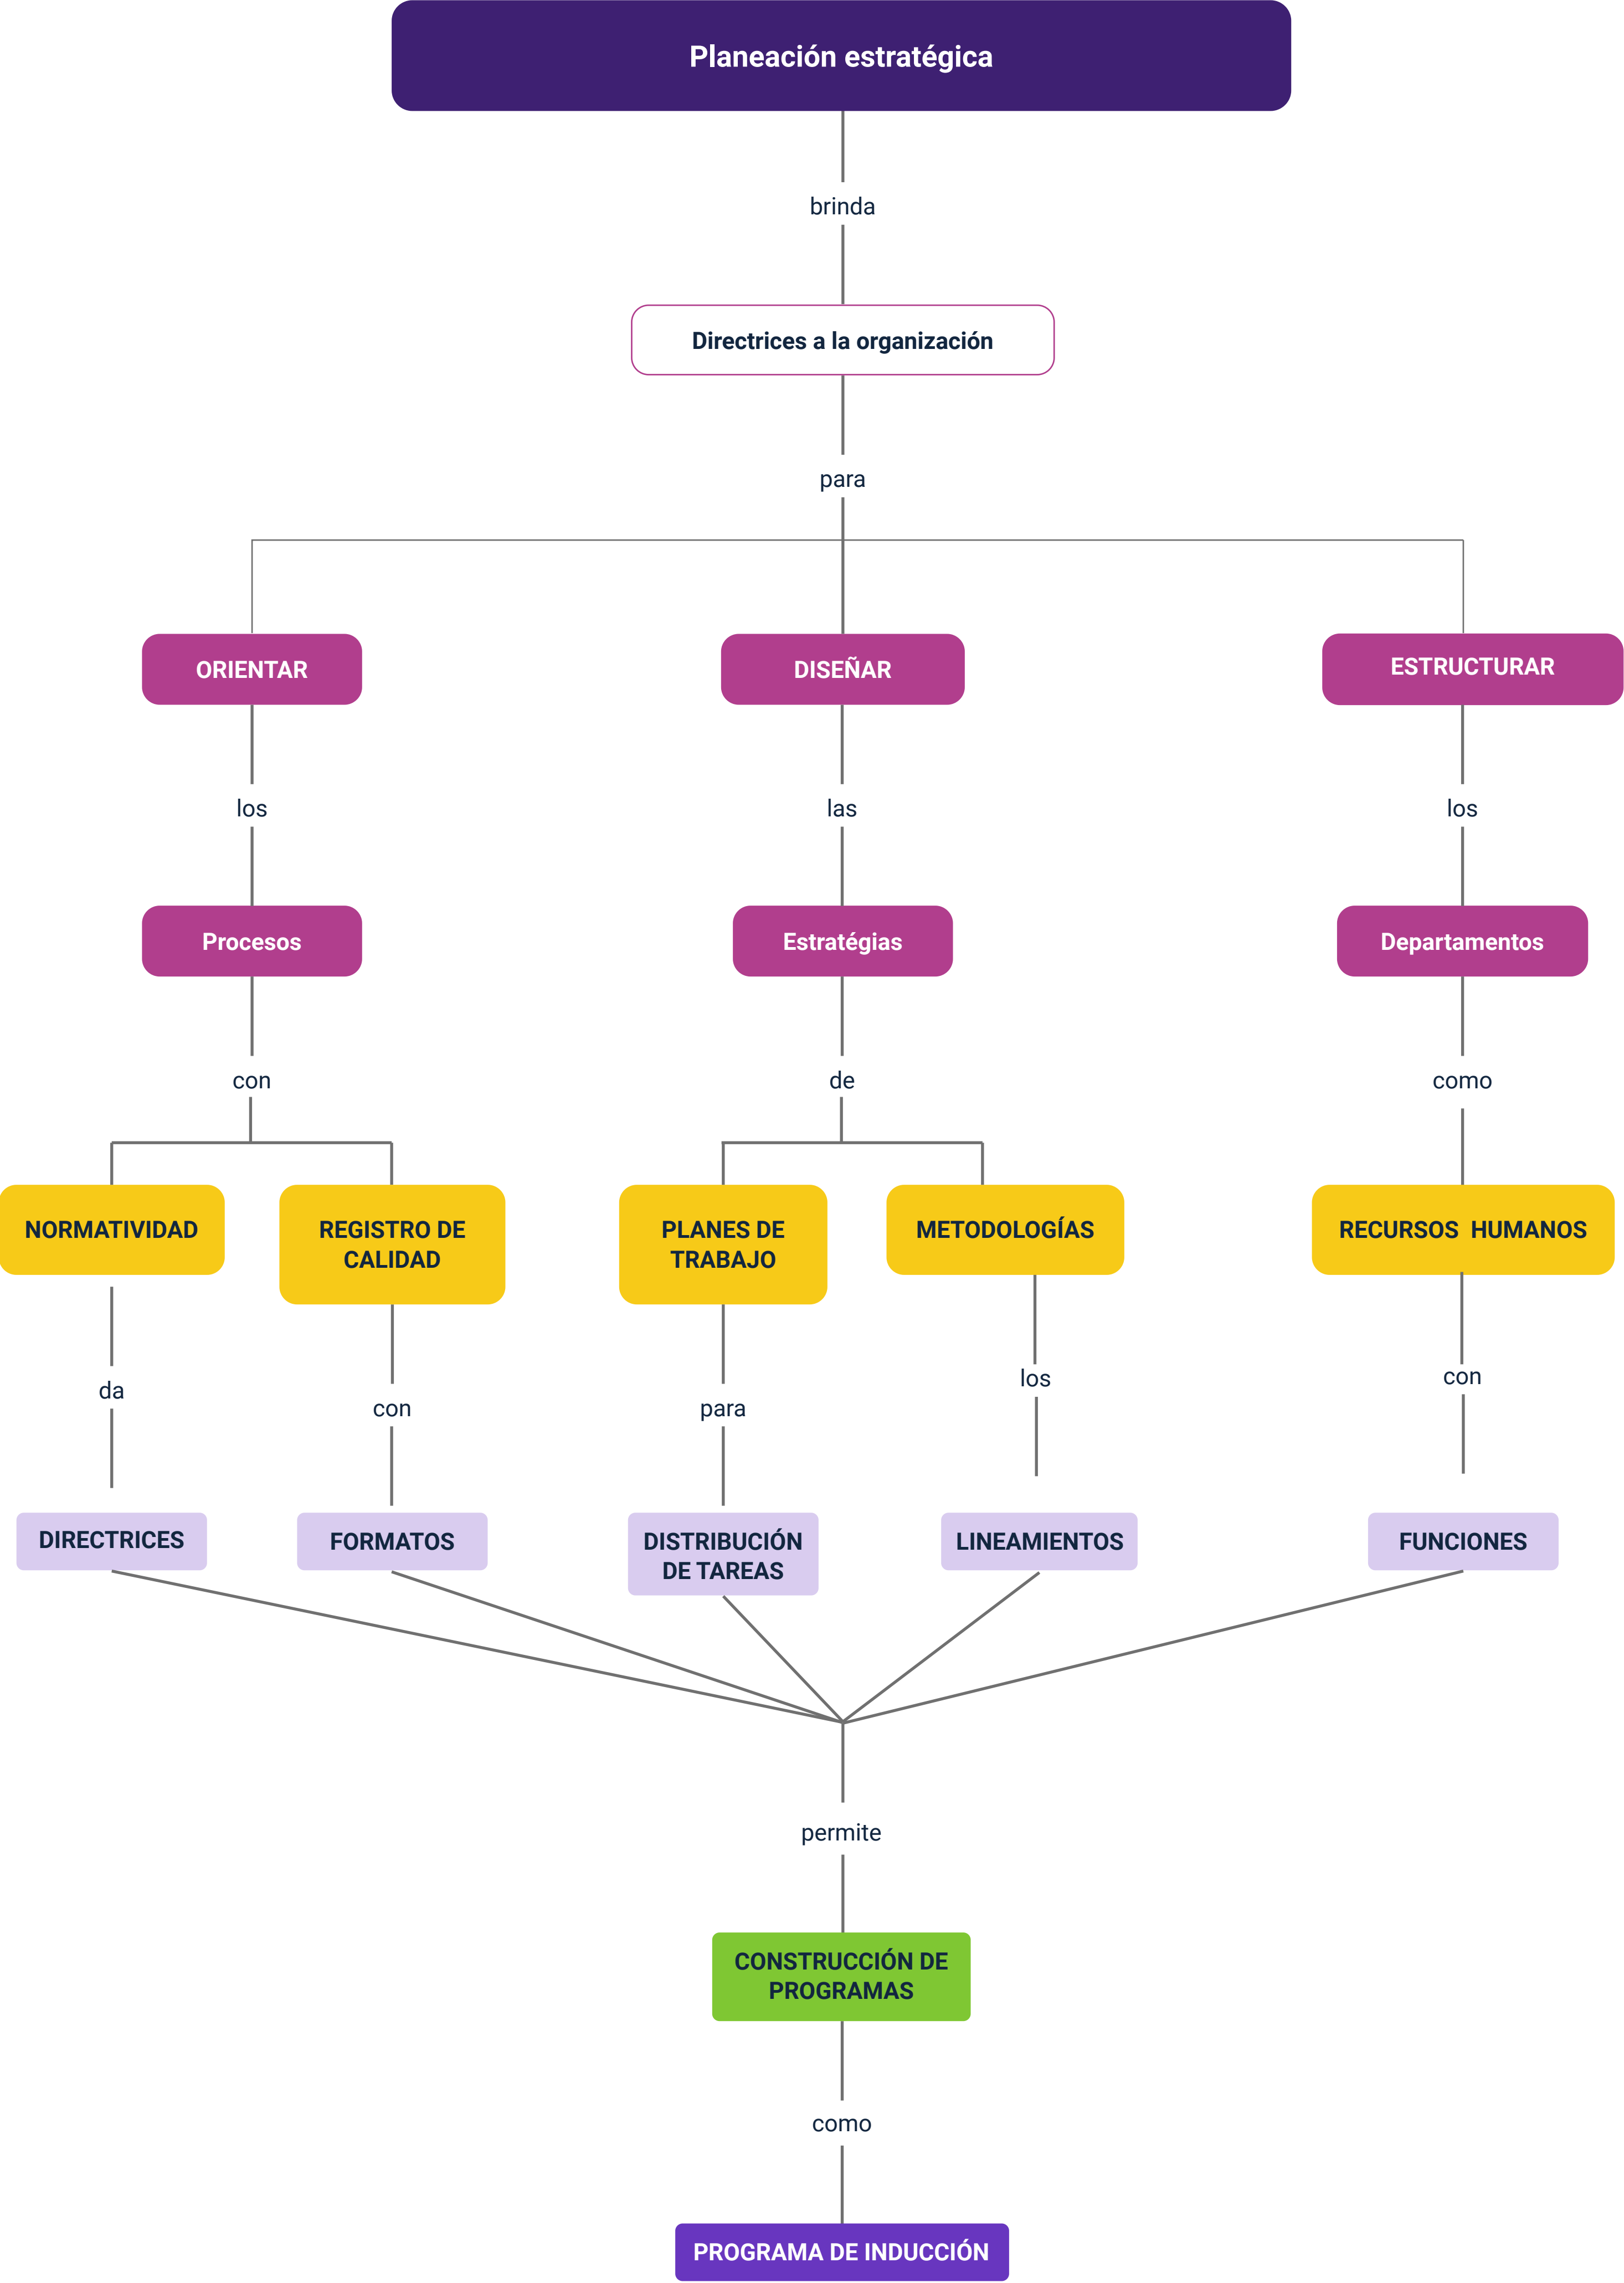 Planeación estratégica
brinda
Directrices a la organización
para
ORIENTAR
DISEÑAR
ESTRUCTURAR
los
las
los
Procesos
Estratégias
Departamentos
con
de
como
NORMATIVIDAD
REGISTRO DE
CALIDAD
PLANES DE
TRABAJO
METODOLOGÍAS
RECURSOS HUMANOS
da
con
para
los
con
DIRECTRICES
FORMATOS
DISTRIBUCIÓN
DE TAREAS
LINEAMIENTOS
FUNCIONES
permite
CONSTRUCCIÓN DE
PROGRAMAS
como
PROGRAMA DE INDUCCIÓN